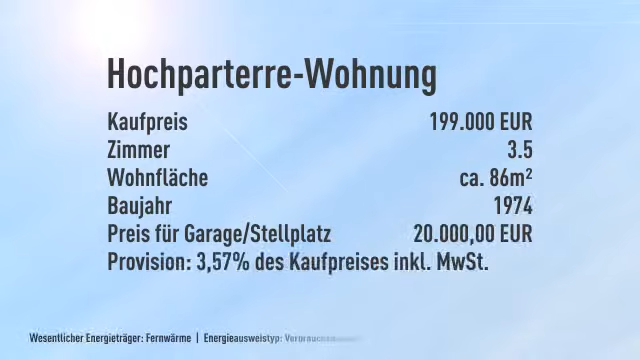 Hochparterre-Wohnung
Kaufpreis 199.000 EUR
Zimmer 3.5
Wohnfläche ca. 86m²
Baujahr 1974
Preis für Garage/Stellplatz 20.000,00 EUR
Provision: 3,57% des Kaufpreises inkl. MwSt.
Wesentlicher Energieträger: Fernwärme | Energieausweistyp: